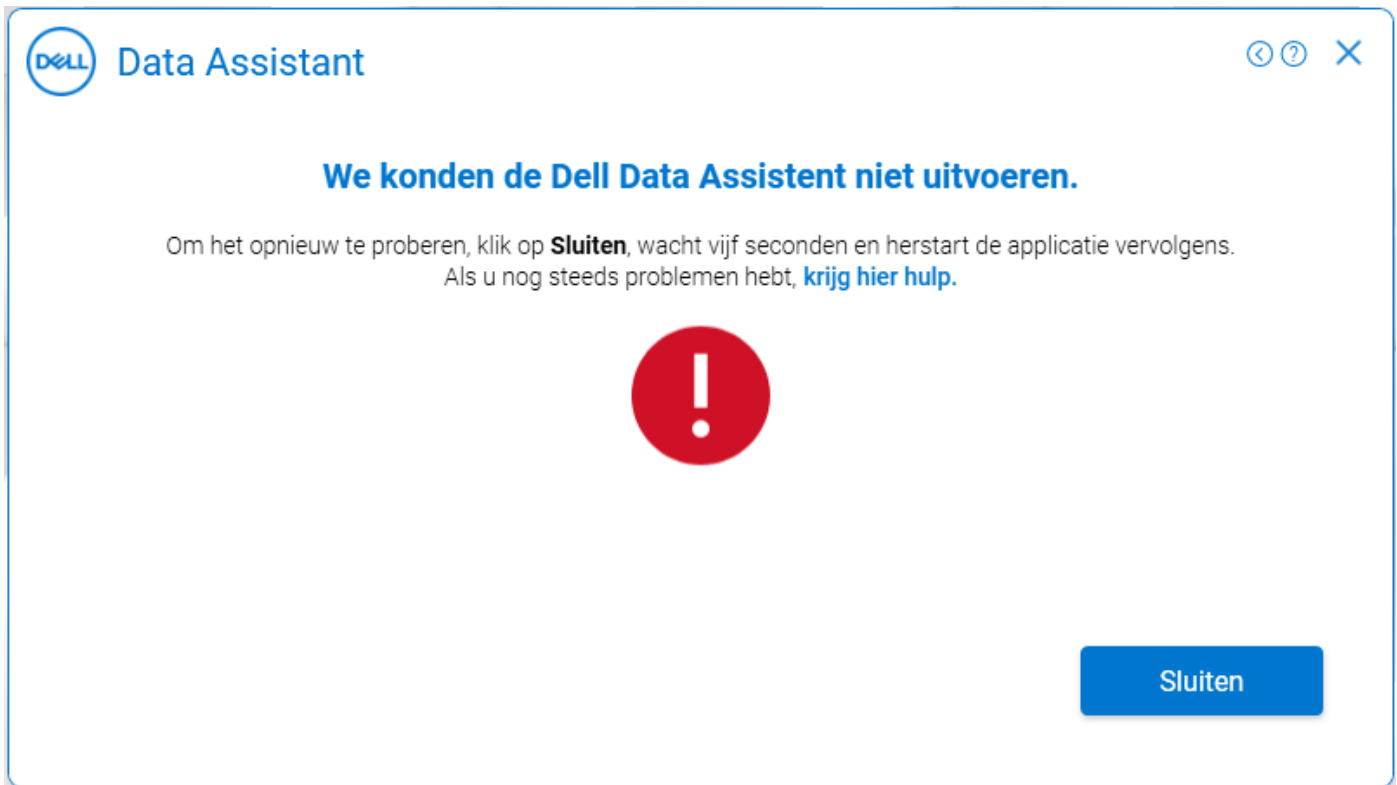 DELL Data Assistant
We konden de Dell Data Assistent niet uitvoeren.
Om het opnieuw te proberen, klik op Sluiten, wacht vijf seconden en herstart de applicatie vervolgens.
Als u nog steeds problemen hebt, krijg hier hulp.
Sluiten